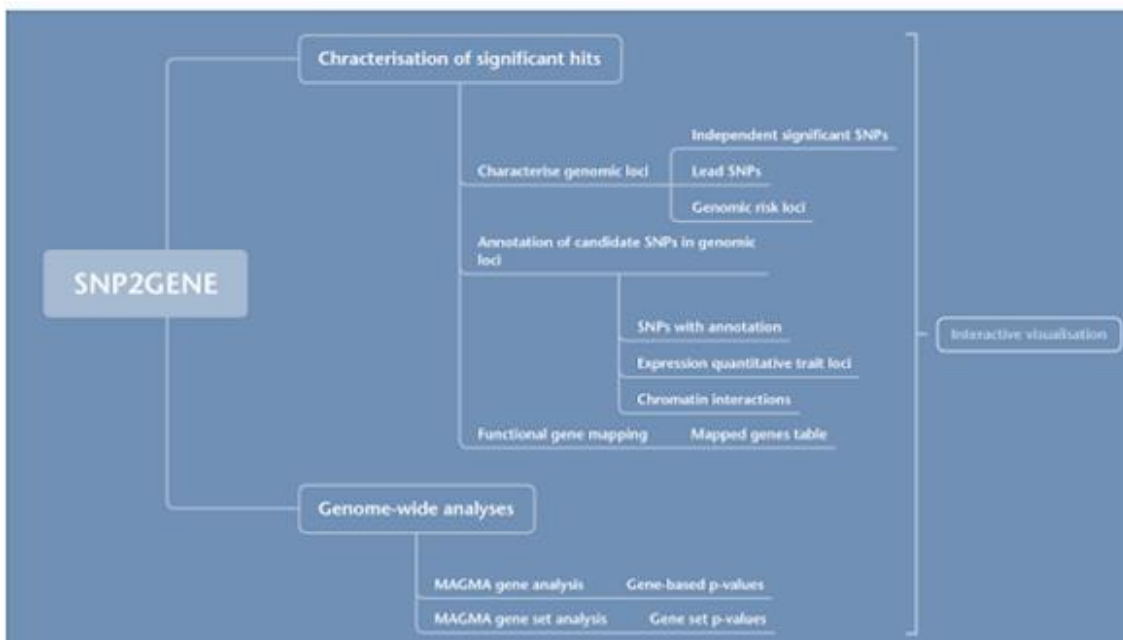 Chracterisation of significant hits
Independent significant SNPs
Characterise genomic loci
Lead SNPs
Genomic risk loci
Annotation of candidate SNPs in genomic
loci
SNP2GENE
SNPs with annotation
Interactive visualisation
Expression quantitative trait loci
Chromatin interactions
Functional gene mapping
Mapped genes table
Genome-wide analyses
MAGMA gene analysis
Gene-based p-values
MAGMA gene set analysis
Gene set p-values